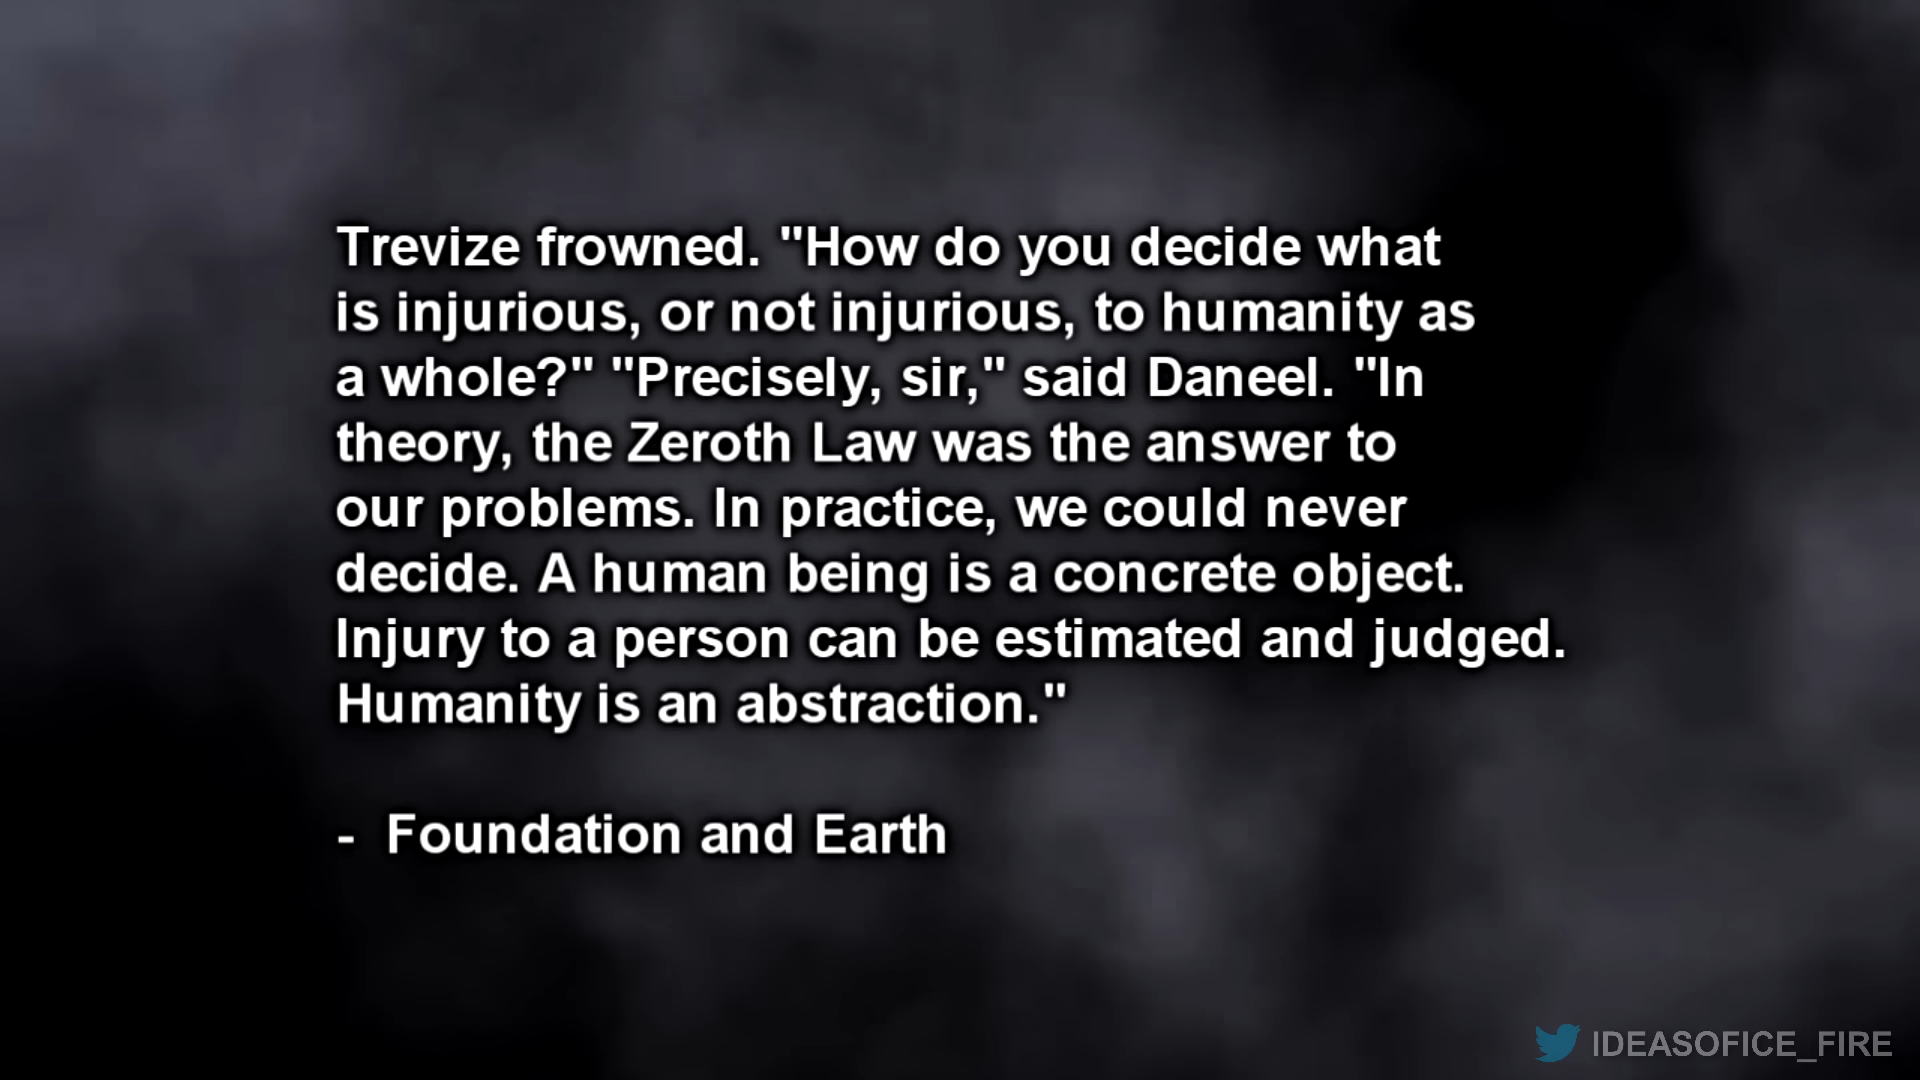 Trevize frowned. "How do you decide what
is injurious, or not injurious, to humanity as
a whole?" "Precisely, sir," said Daneel. "In
theory, the Zeroth Law was the answer to
our problems. In practice, we could never
decide. A human being is a concrete object.
Injury to a person can be estimated and judged.
Humanity is an abstraction."
- Foundation and Earth
IDEASOFICE_FIRE